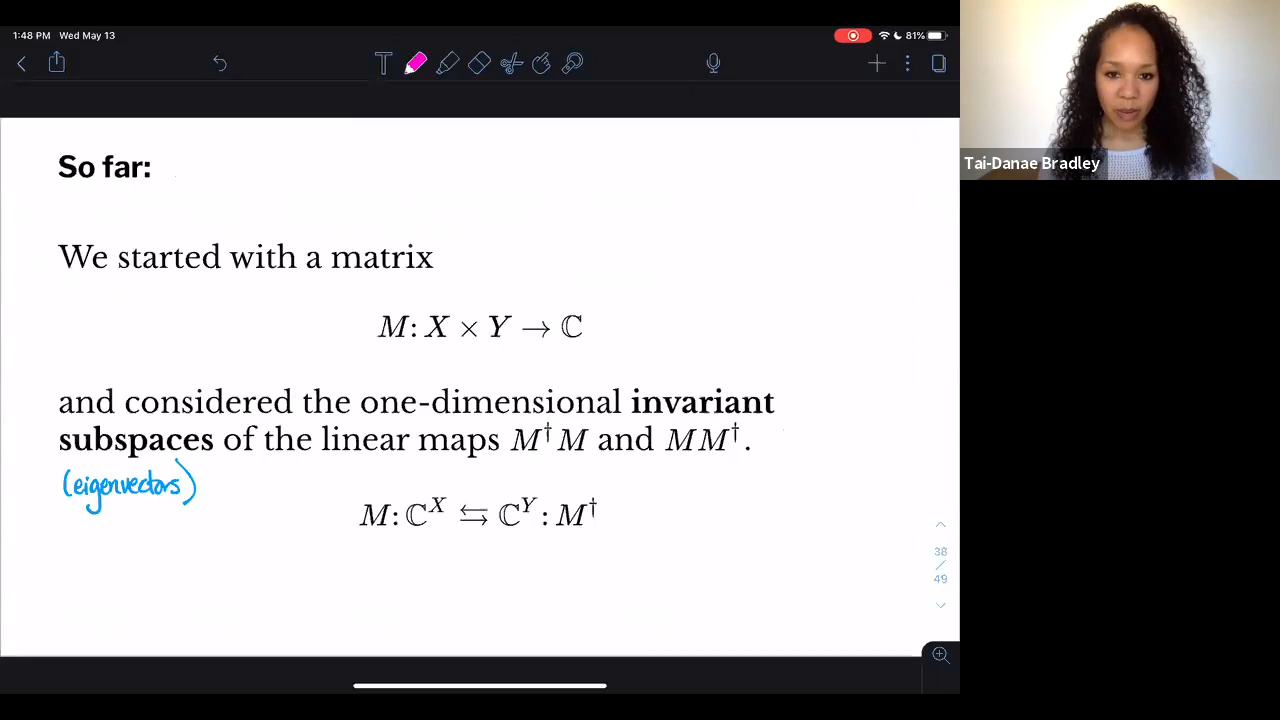 1:48 PM Wed May 13
81%
Tai-Danae Bradley
So far:
We started with a matrix
M: X × Y → ℂ
and considered the one-dimensional invariant
subspaces of the linear maps M†M and MM†.
(eigenvectors)
M: ℂ^X ⇆ ℂ^Y : M†
38
/
49